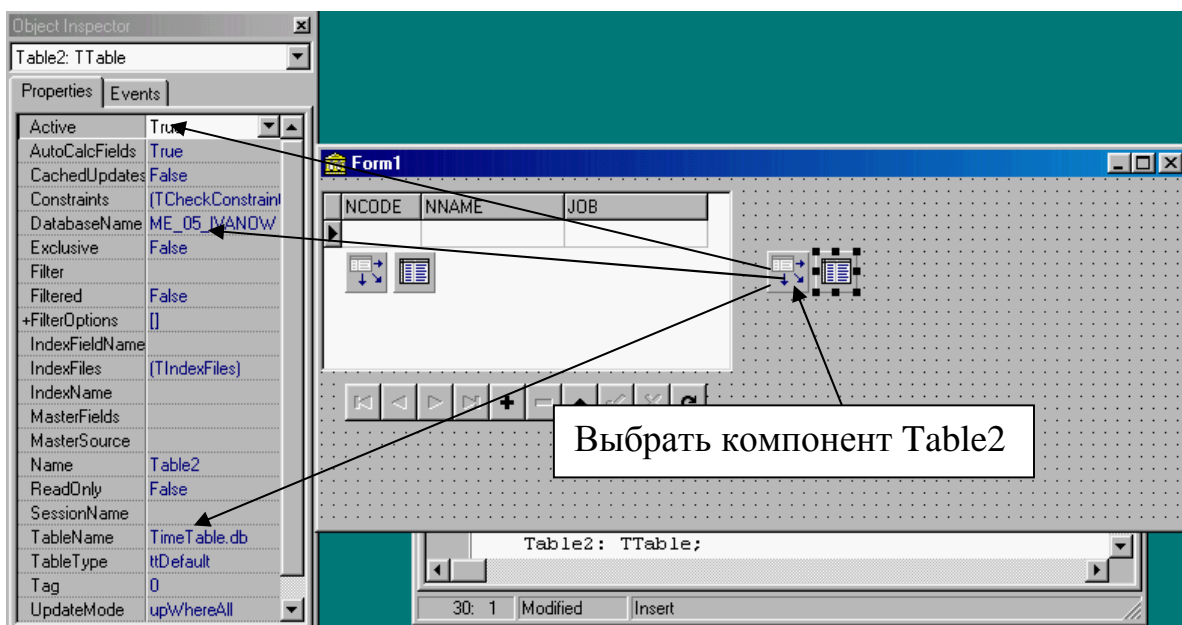 Object Inspector
Table2: TTable
Properties Events
Active True
AutoCalcFields True
CachedUpdates False
Constraints (TCheckConstraint
DatabaseName ME_05_IVANOW
Exclusive False
Filter
Filtered False
+FilterOptions []
IndexFieldName
IndexFiles (TIndexFiles)
IndexName
MasterFields
MasterSource
Name Table2
ReadOnly False
SessionName
TableName TimeTable.db
TableType ttDefault
Tag 0
UpdateMode upWhereAll
Form1
NCODE NNAME JOB
Выбрать компонент Table2
Table2: TTable;
30: 1 Modified Insert